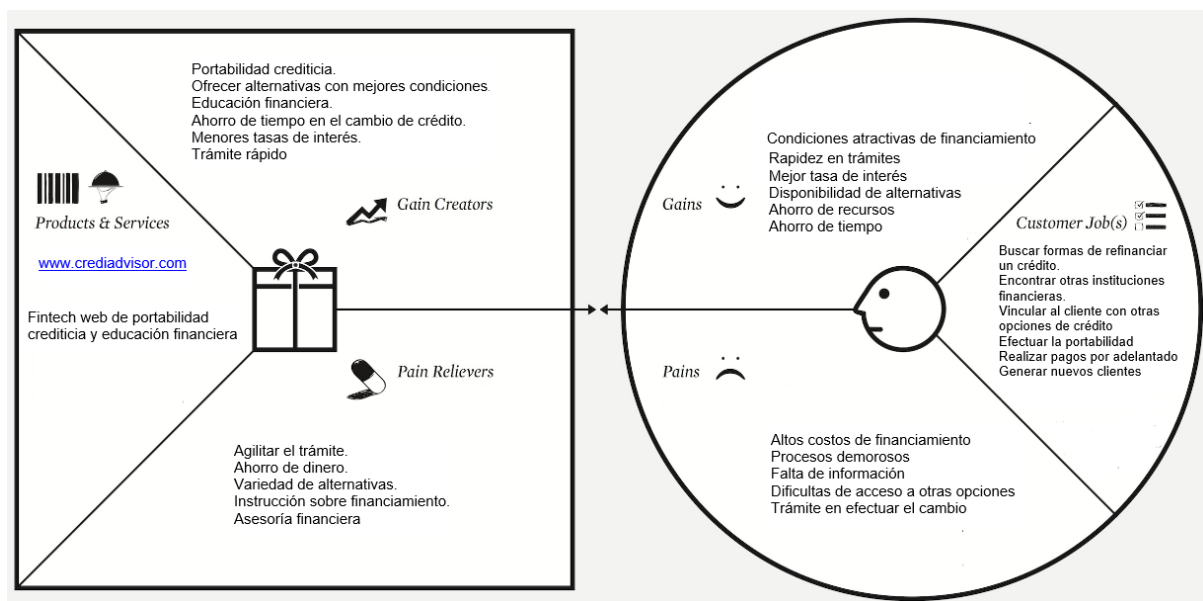 Portabilidad crediticia.
Ofrecer alternativas con mejores condiciones.
Educación financiera.
Ahorro de tiempo en el cambio de crédito.
Menores tasas de interés.
Trámite rápido
Gain Creators
Products & Services
www.crediadvisor.com
Fintech web de portabilidad
crediticia y educación financiera
Pain Relievers
Agilitar el trámite.
Ahorro de dinero.
Variedad de alternativas.
Instrucción sobre financiamiento.
Asesoría financiera
Condiciones atractivas de financiamiento
Rapidez en trámites
Mejor tasa de interés
Disponibilidad de alternativas
Ahorro de recursos
Ahorro de tiempo
Gains
Customer Job(s)
Buscar formas de refinanciar
un crédito.
Encontrar otras instituciones
financieras.
Vincular al cliente con otras
opciones de crédito
Efectuar la portabilidad
Realizar pagos por adelantado
Generar nuevos clientes
Pains
Altos costos de financiamiento
Procesos demorosos
Falta de información
Dificultas de acceso a otras opciones
Trámite en efectuar el cambio